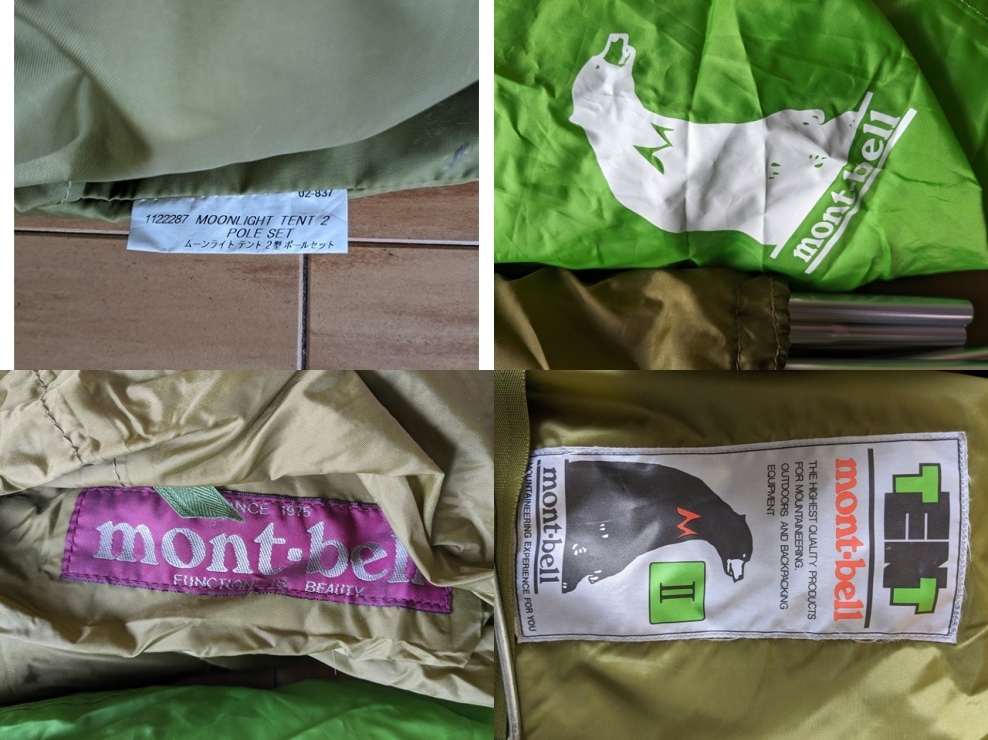 02-837
1122287 MOONLIGHT TENT 2
POLE SET
ムーンライト テント 2型 ポールセット
mont-bell
SINCE 1975
mont-bell
FUNCTION IS BEAUTY
TENT
mont-bell
THE HIGHEST QUALITY PRODUCTS
FOR MOUNTAINEERING,
OUTDOORS AND BACKPACKING
EQUIPMENT
II
mont-bell
MOUNTAINEERING EXPERIENCE FOR YOU